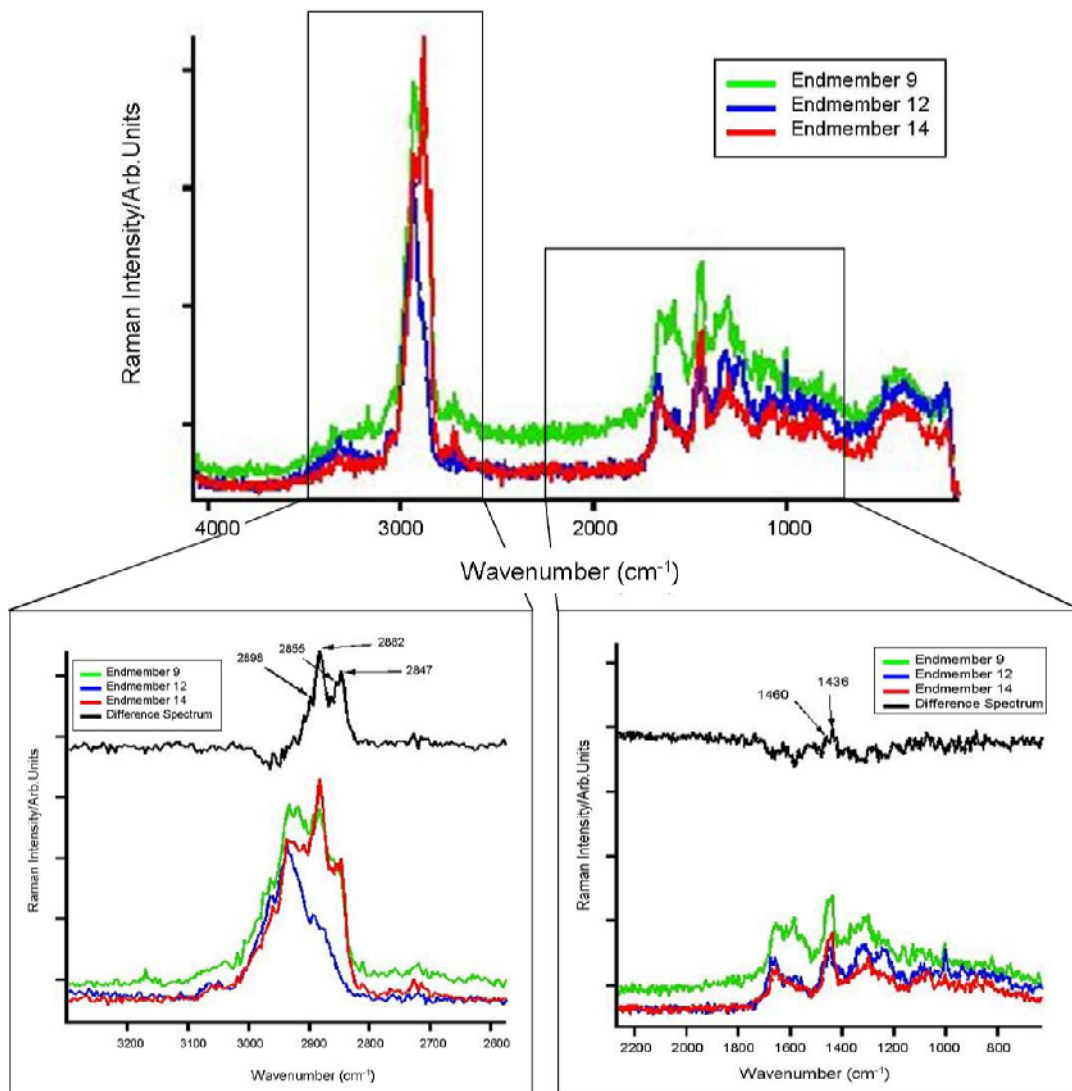 Endmember 9
Endmember 12
Endmember 14
Raman Intensity/Arb.Units
4000
3000
2000
1000
Wavenumber (cm-1)
Endmember 9
Endmember 12
Endmember 14
Difference Spectrum
2898
2855
2882
2847
Raman Intensity/Arb.Units
3200
3100
3000
2900
2800
2700
2600
Wavenumber (cm-1)
Endmember 9
Endmember 12
Endmember 14
Difference Spectrum
1460
1436
Raman Intensity/Arb.Units
2200
2000
1800
1600
1400
1200
1000
800
Wavenumber (cm-1)